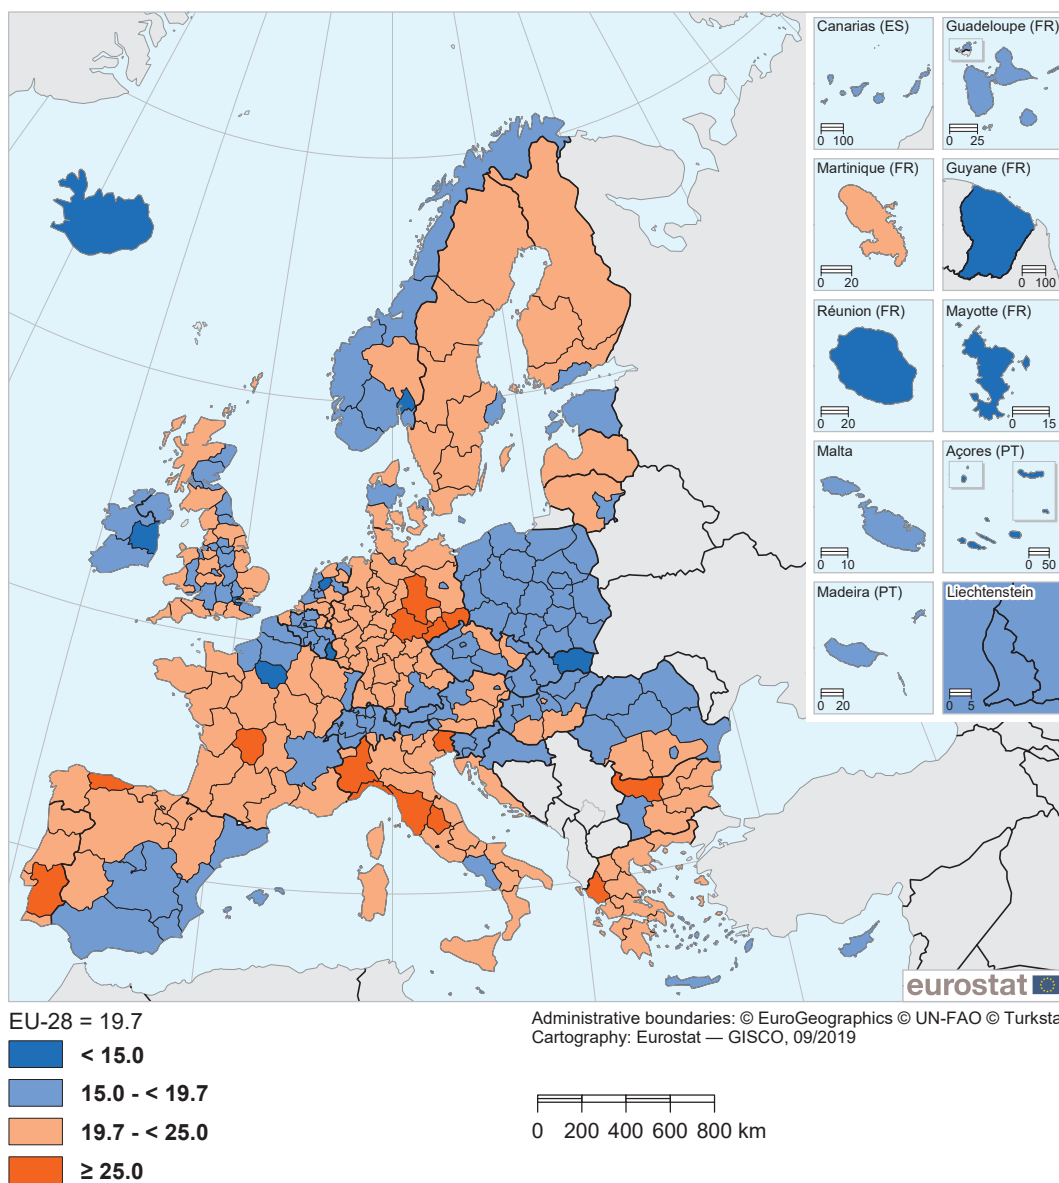 Canarias (ES)
0 100
Guadeloupe (FR)
0 25
Martinique (FR)
0 20
Guyane (FR)
0 100
Réunion (FR)
0 20
Mayotte (FR)
0 15
Malta
0 10
Açores (PT)
0 50
Madeira (PT)
0 20
Liechtenstein
0 5
eurostat
EU-28 = 19.7
< 15.0
15.0 - < 19.7
19.7 - < 25.0
≥ 25.0
Administrative boundaries: © EuroGeographics © UN-FAO © Turksta
Cartography: Eurostat — GISCO, 09/2019
0 200 400 600 800 km